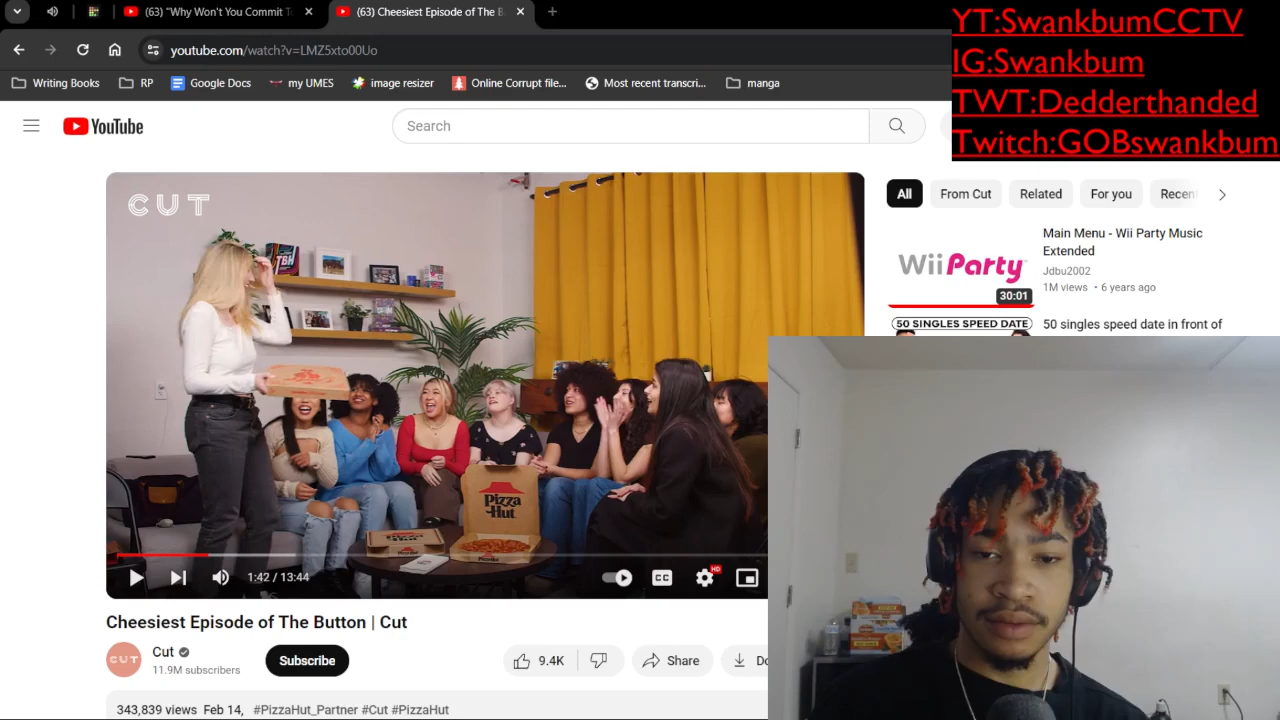 (63) "Why Won't You Commit T
(63) Cheesiest Episode of The B
YT:SwankbumCCTV
IG:Swankbum
TWT:Dedderthanded
Twitch:GOBswankbum
youtube.com/watch?v=LMZ5xto00Uo
Writing Books
RP
Google Docs
my UMES
image resizer
Online Corrupt file...
Most recent transcri...
manga
YouTube
Search
All
From Cut
Related
For you
Recen
CUT
TBH
Main Menu - Wii Party Music
Extended
Jdbu2002
1M views • 6 years ago
Wii Party
30:01
50 SINGLES SPEED DATE
50 singles speed date in front of
Pizza
Hut
1:42 / 13:44
CC
HD
Cheesiest Episode of The Button | Cut
CUT
Cut
11.9M subscribers
Subscribe
9.4K
Share
Do
343,839 views Feb 14, #PizzaHut_Partner #Cut #PizzaHut